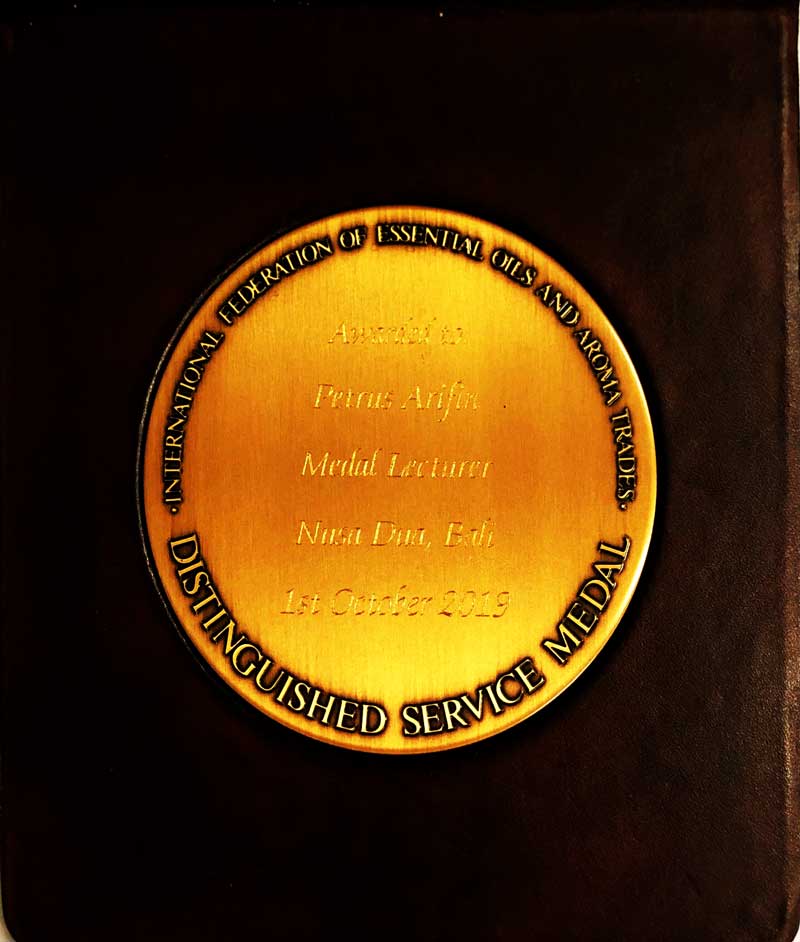 ·INTERNATIONAL FEDERATION OF ESSENTIAL OILS AND AROMA TRADES·
Awarded to
Petrus Arifin
Medal Lecturer
Nusa Dua, Bali
1st October 2019
DISTINGUISHED SERVICE MEDAL